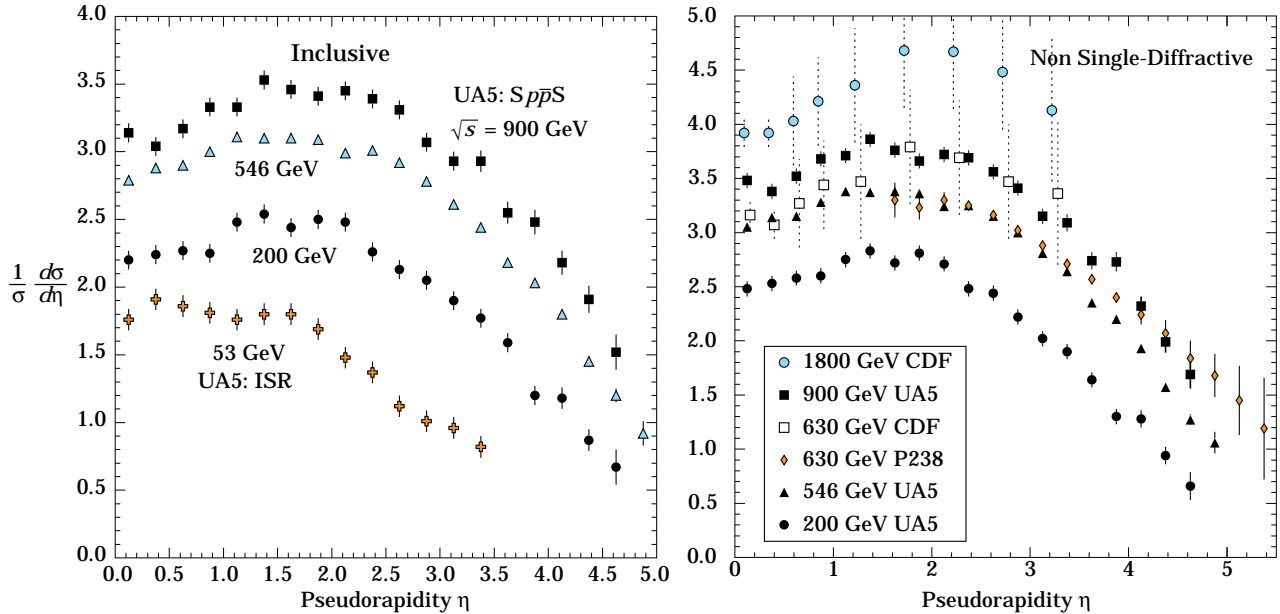 Inclusive
UA5: Spp̄S
√s = 900 GeV
546 GeV
200 GeV
53 GeV
UA5: ISR
1/σ dσ/dη
4.0
3.5
3.0
2.5
2.0
1.5
1.0
0.5
0.0
0.0 0.5 1.0 1.5 2.0 2.5 3.0 3.5 4.0 4.5 5.0
Pseudorapidity η
Non Single-Diffractive
5.0
4.5
4.0
3.5
3.0
2.5
2.0
1.5
1.0
0.5
0.0
1800 GeV CDF
900 GeV UA5
630 GeV CDF
630 GeV P238
546 GeV UA5
200 GeV UA5
0 1 2 3 4 5
Pseudorapidity η